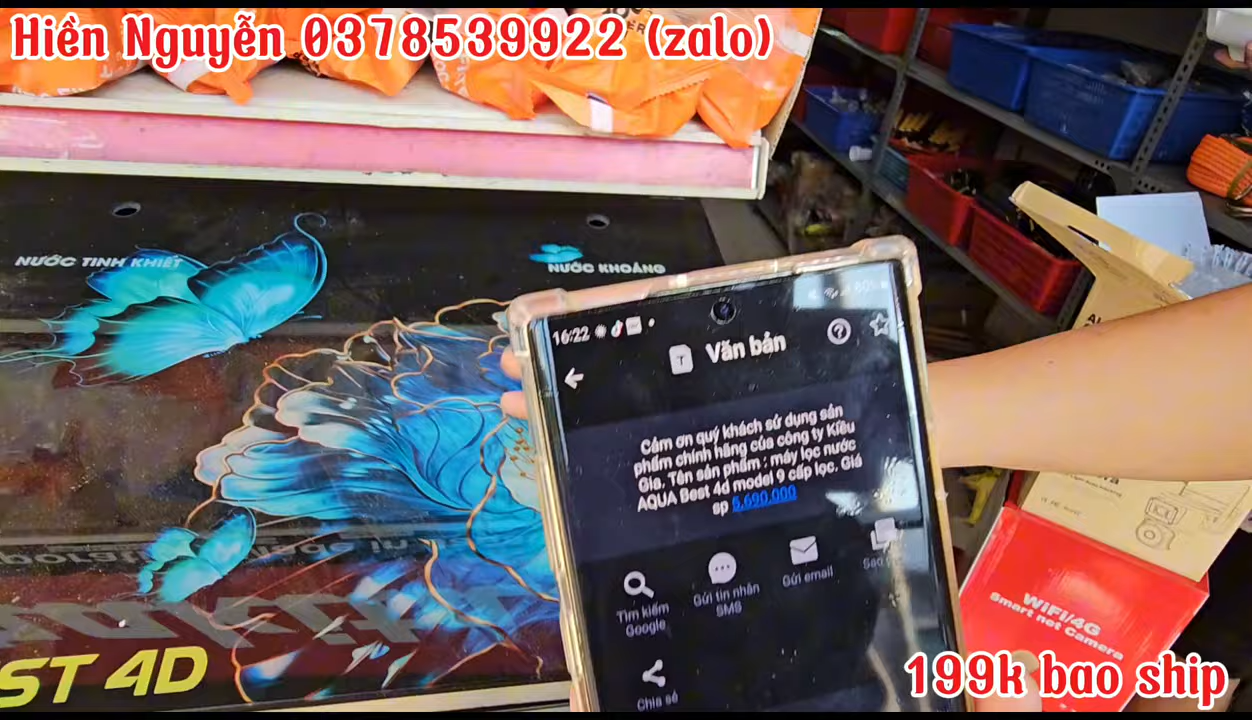 Hiền Nguyễn 0378539922 (zalo)
NƯỚC TINH KHIẾT
NƯỚC KHOÁNG
16:22
Văn bản
Cảm ơn quý khách sử dụng sản
phẩm chính hãng của công ty Kiều
Gia. Tên sản phẩm : máy lọc nước
AQUA Best 4d model 9 cấp lọc. Giá
sp 5.690.000
Tìm kiếm
Google
Gửi tin nhắn
SMS
Gửi email
Chia sẻ
ST 4D
WiFi/4G
Smart net Camera
199k bao ship